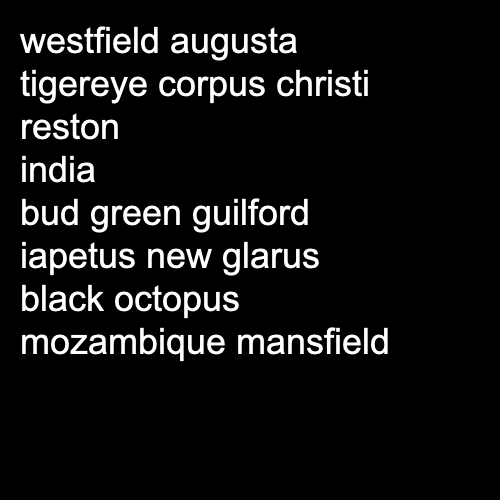 westfield augusta
tigereye corpus christi
reston
india
bud green guilford
iapetus new glarus
black octopus
mozambique mansfield